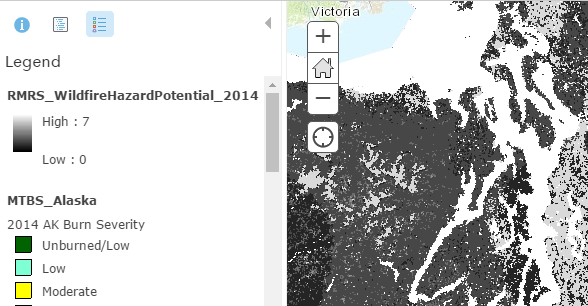 Victoria
Legend
RMRS_WildfireHazardPotential_2014
High : 7
Low : 0
MTBS_Alaska
2014 AK Burn Severity
Unburned/Low
Low
Moderate